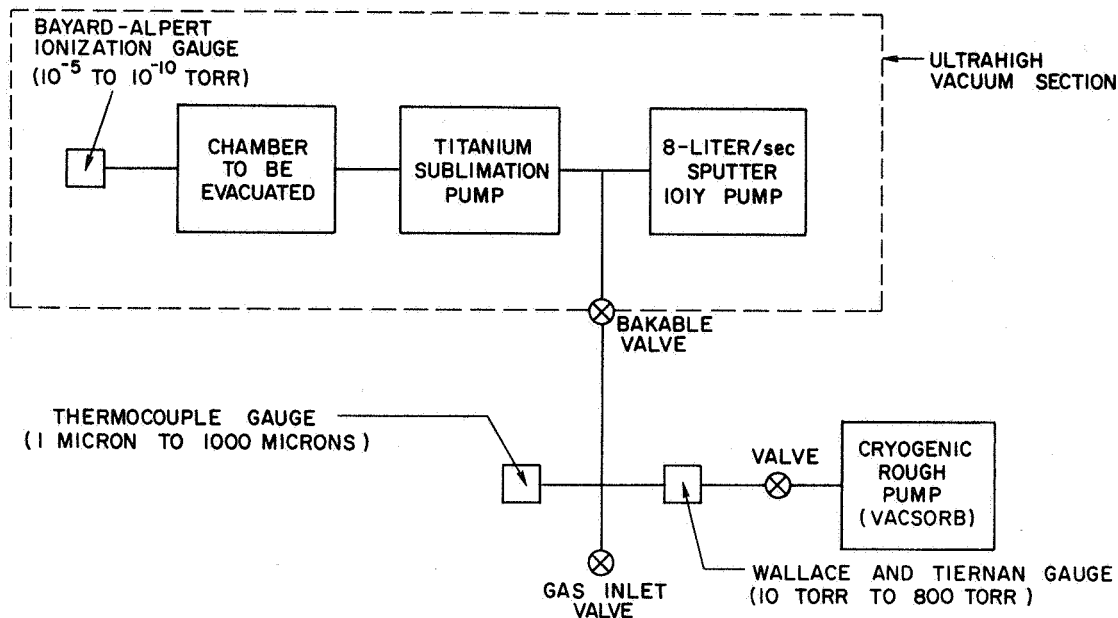 BAYARD-ALPERT
IONIZATION GAUGE
(10⁻⁵ TO 10⁻¹⁰ TORR)
ULTRAHIGH
VACUUM SECTION
CHAMBER
TO BE
EVACUATED
TITANIUM
SUBLIMATION
PUMP
8-LITER/sec
SPUTTER
IOIY PUMP
BAKABLE
VALVE
THERMOCOUPLE GAUGE
(1 MICRON TO 1000 MICRONS)
VALVE
CRYOGENIC
ROUGH
PUMP
(VACSORB)
GAS INLET
VALVE
WALLACE AND TIERNAN GAUGE
(10 TORR TO 800 TORR)